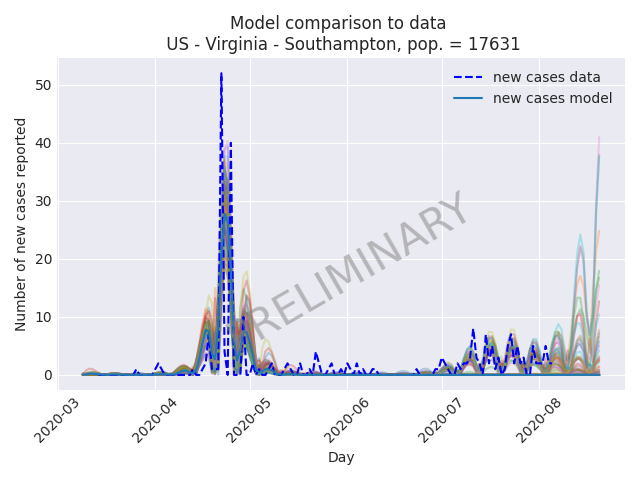 Model comparison to data
US - Virginia - Southampton, pop. = 17631
new cases data
new cases model
Number of new cases reported
50
40
30
20
10
0
PRELIMINARY
2020-03
2020-04
2020-05
2020-06
2020-07
2020-08
Day